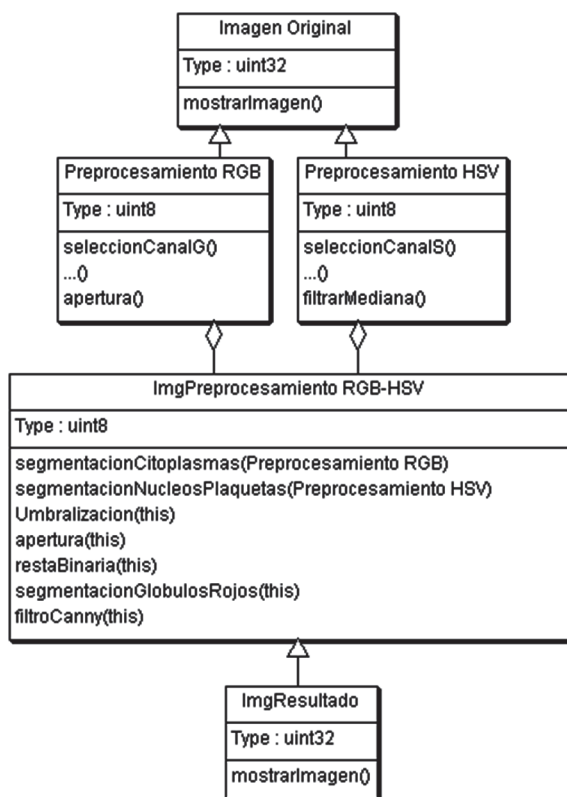 Imagen Original
Type : uint32
mostrarImagen()
Preprocesamiento RGB
Type : uint8
seleccionCanalG()
...()
apertura()
Preprocesamiento HSV
Type : uint8
seleccionCanalS()
...()
filtrarMediana()
ImgPreprocesamiento RGB-HSV
Type : uint8
segmentacionCitoplasmas(Preprocesamiento RGB)
segmentacionNucleosPlaquetas(Preprocesamiento HSV)
Umbralizacion(this)
apertura(this)
restaBinaria(this)
segmentacionGlobulosRojos(this)
filtroCanny(this)
ImgResultado
Type : uint32
mostrarImagen()